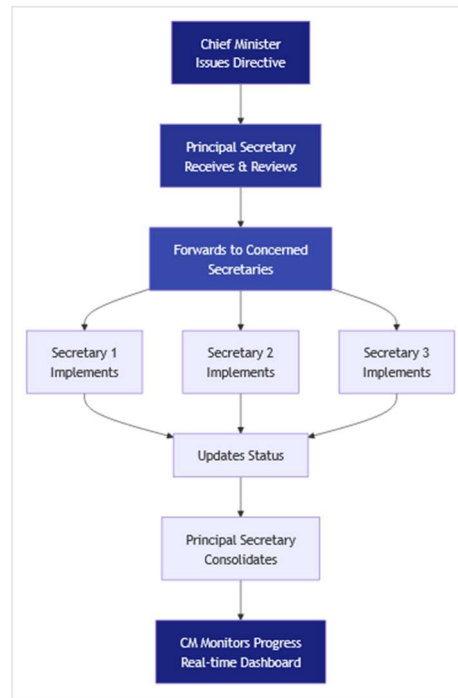 Chief Minister
Issues Directive
Principal Secretary
Receives & Reviews
Forwards to Concerned
Secretaries
Secretary 1
Implements
Secretary 2
Implements
Secretary 3
Implements
Updates Status
Principal Secretary
Consolidates
CM Monitors Progress
Real-time Dashboard